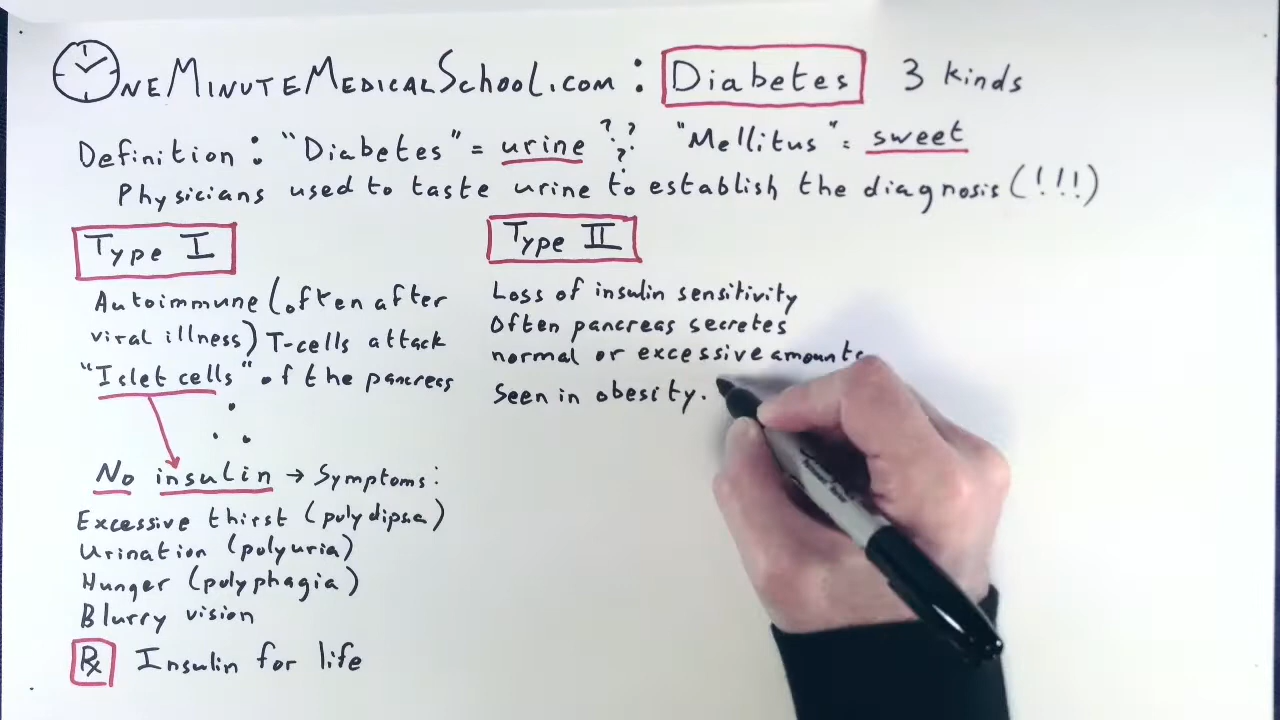 ONEMINUTEMEDICALSCHOOL.COM : Diabetes 3 kinds
Definition : "Diabetes" = urine ??? "Mellitus" = sweet
Physicians used to taste urine to establish the diagnosis (!!!)
Type I
Autoimmune (often after
viral illness) T-cells attack
"Islet cells" of the pancreas
∴
No insulin → Symptoms:
Excessive thirst (polydipsia)
Urination (polyuria)
Hunger (polyphagia)
Blurry vision
Rx Insulin for life
Type II
Loss of insulin sensitivity
Often pancreas secretes
normal or excessive amounts
Seen in obesity.